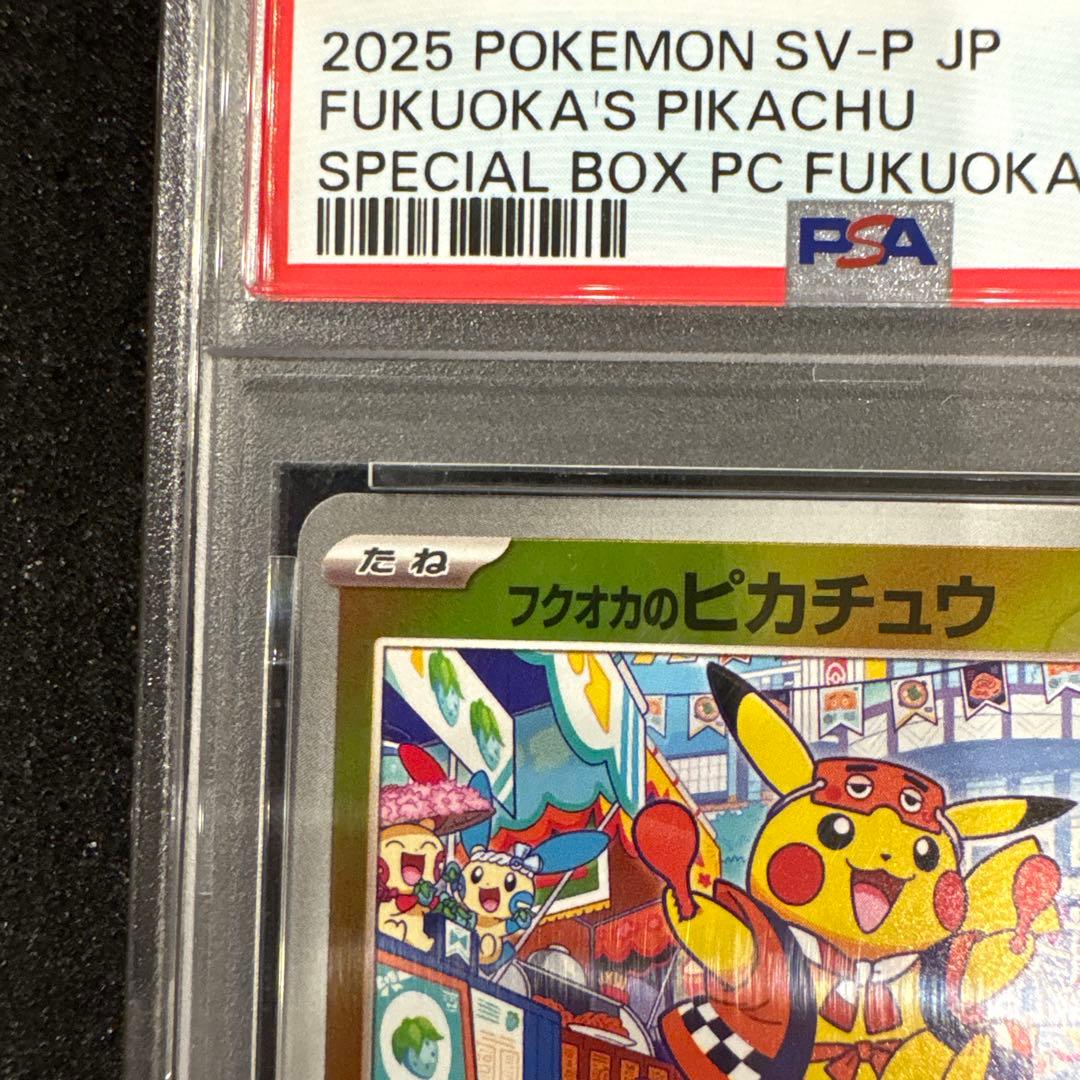 2025 POKEMON SV-P JP
FUKUOKA'S PIKACHU
SPECIAL BOX PC FUKUOKA
PSA
たね
フクオカのピカチュウ